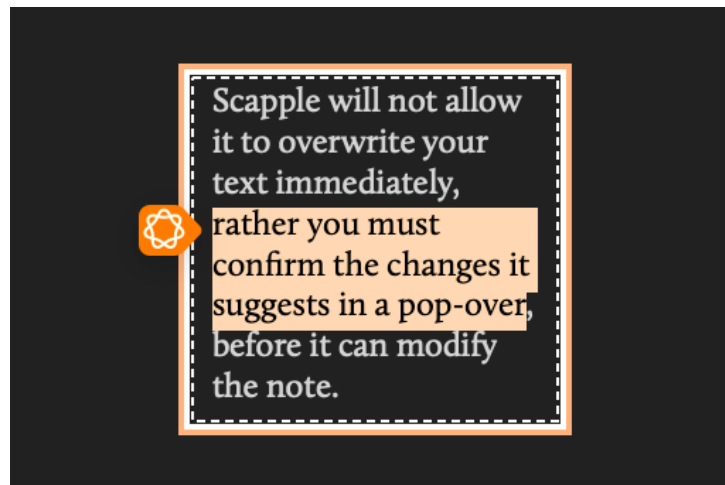 Scapple will not allow
it to overwrite your
text immediately,
rather you must
confirm the changes it
suggests in a pop-over,
before it can modify
the note.